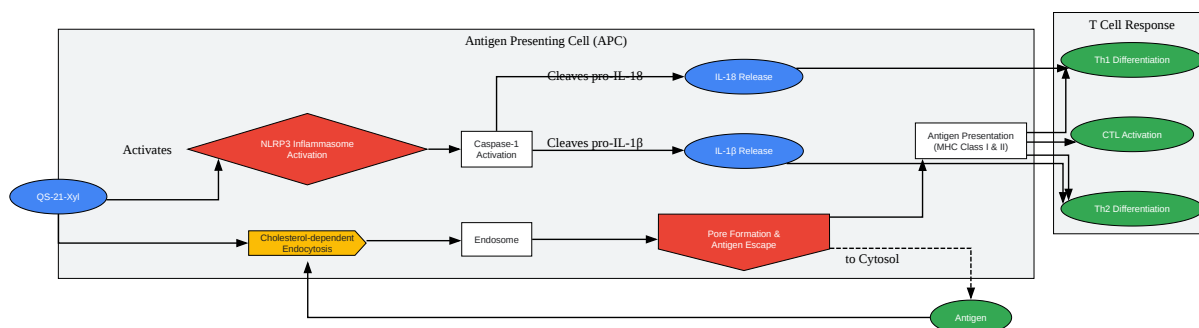 T Cell Response
Antigen Presenting Cell (APC)
Th1 Differentiation
Cleaves pro-IL-18
IL-18 Release
CTL Activation
Antigen Presentation
(MHC Class I & II)
Activates
NLRP3 Inflammasome
Activation
Caspase-1
Activation
Cleaves pro-IL-1β
IL-1β Release
QS-21-Xyl
Th2 Differentiation
Cholesterol-dependent
Endocytosis
Endosome
Pore Formation &
Antigen Escape
to Cytosol
Antigen